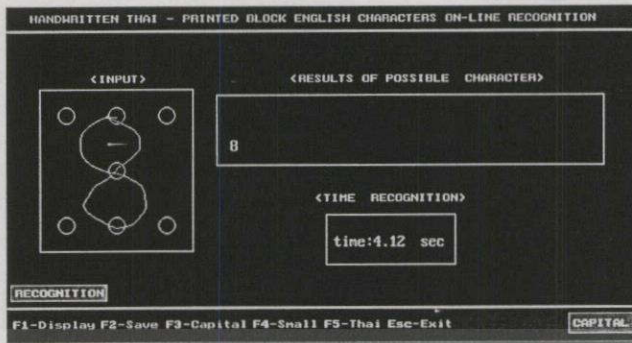 HANDWRITTEN THAI - PRINTED BLOCK ENGLISH CHARACTERS ON-LINE RECOGNITION
<INPUT>
<RESULTS OF POSSIBLE CHARACTER>
8
<TIME RECOGNITION>
time:4.12 sec
RECOGNITION
F1-Display F2-Save F3-Capital F4-Small F5-Thai Esc-Exit
CAPITAL